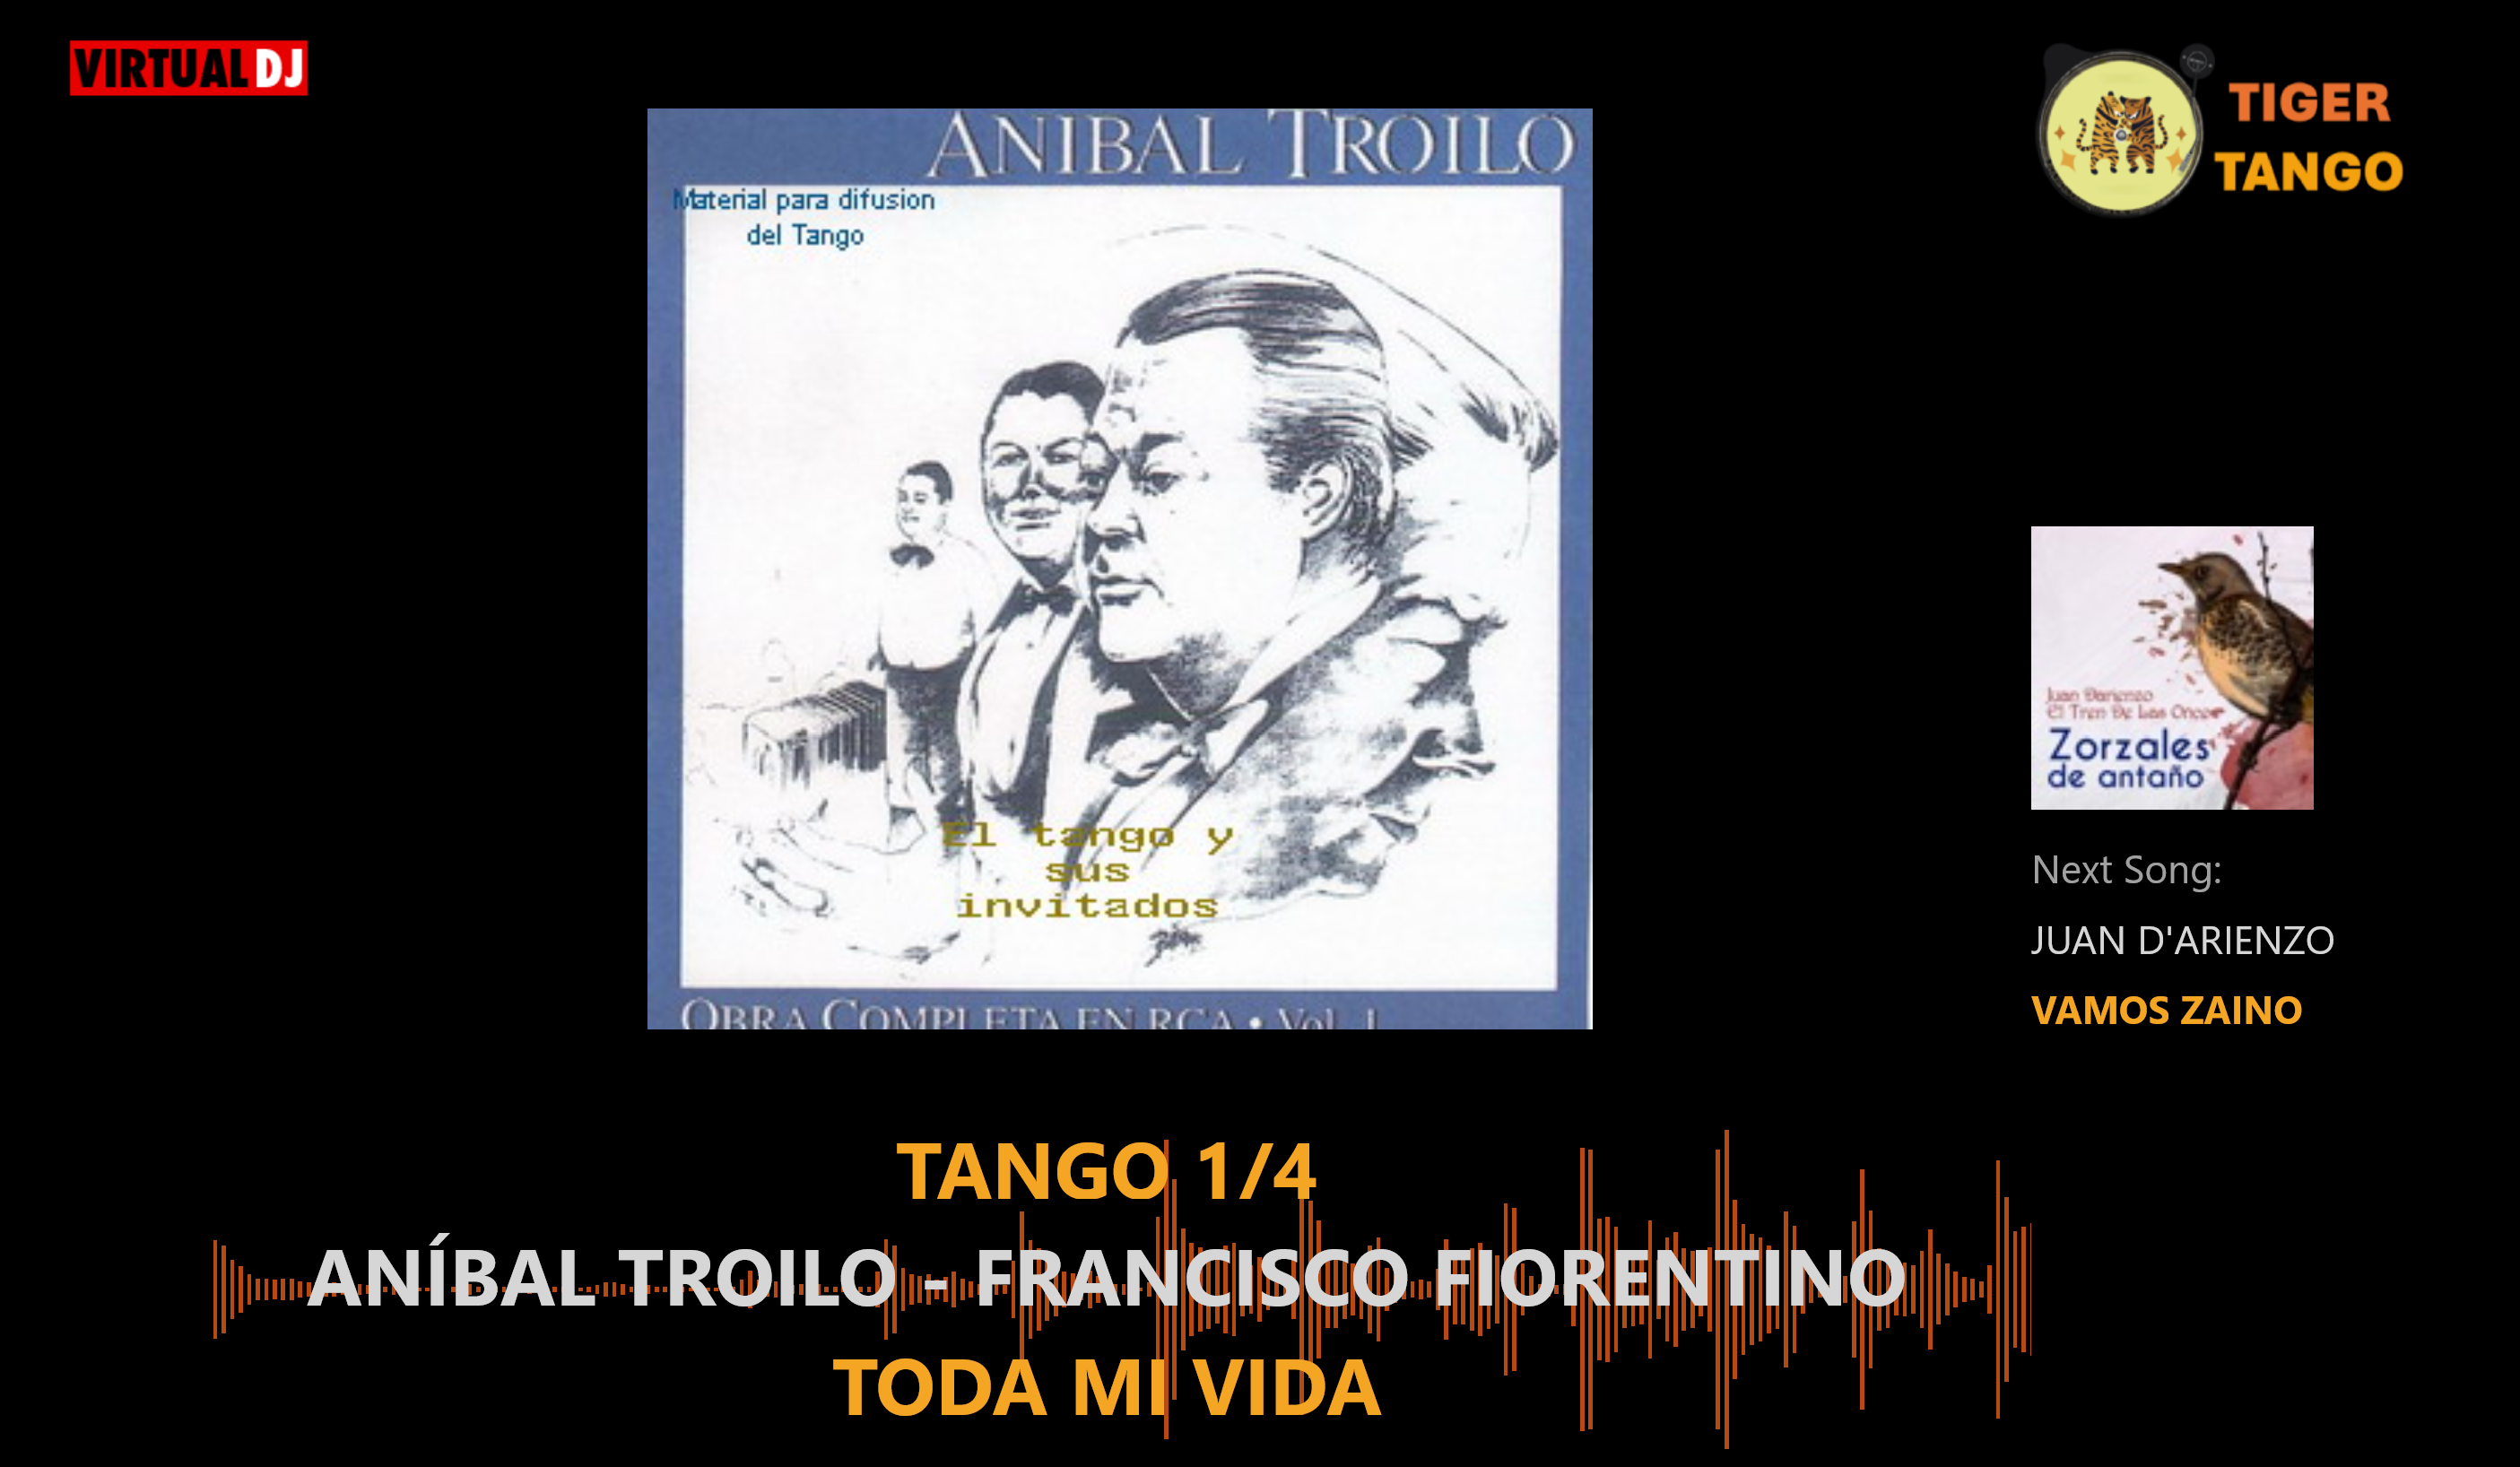 VIRTUAL DJ
TIGER
TANGO
ANIBAL TROILO
Material para difusion
del Tango
El tango y
sus
invitados
OBRA COMPLETA EN RCA • Vol. 1
Juan Darienzo
El Tren De Las Once
Zorzales
de antaño
Next Song:
JUAN D'ARIENZO
VAMOS ZAINO
TANGO 1/4
ANÍBAL TROILO - FRANCISCO FIORENTINO
TODA MI VIDA